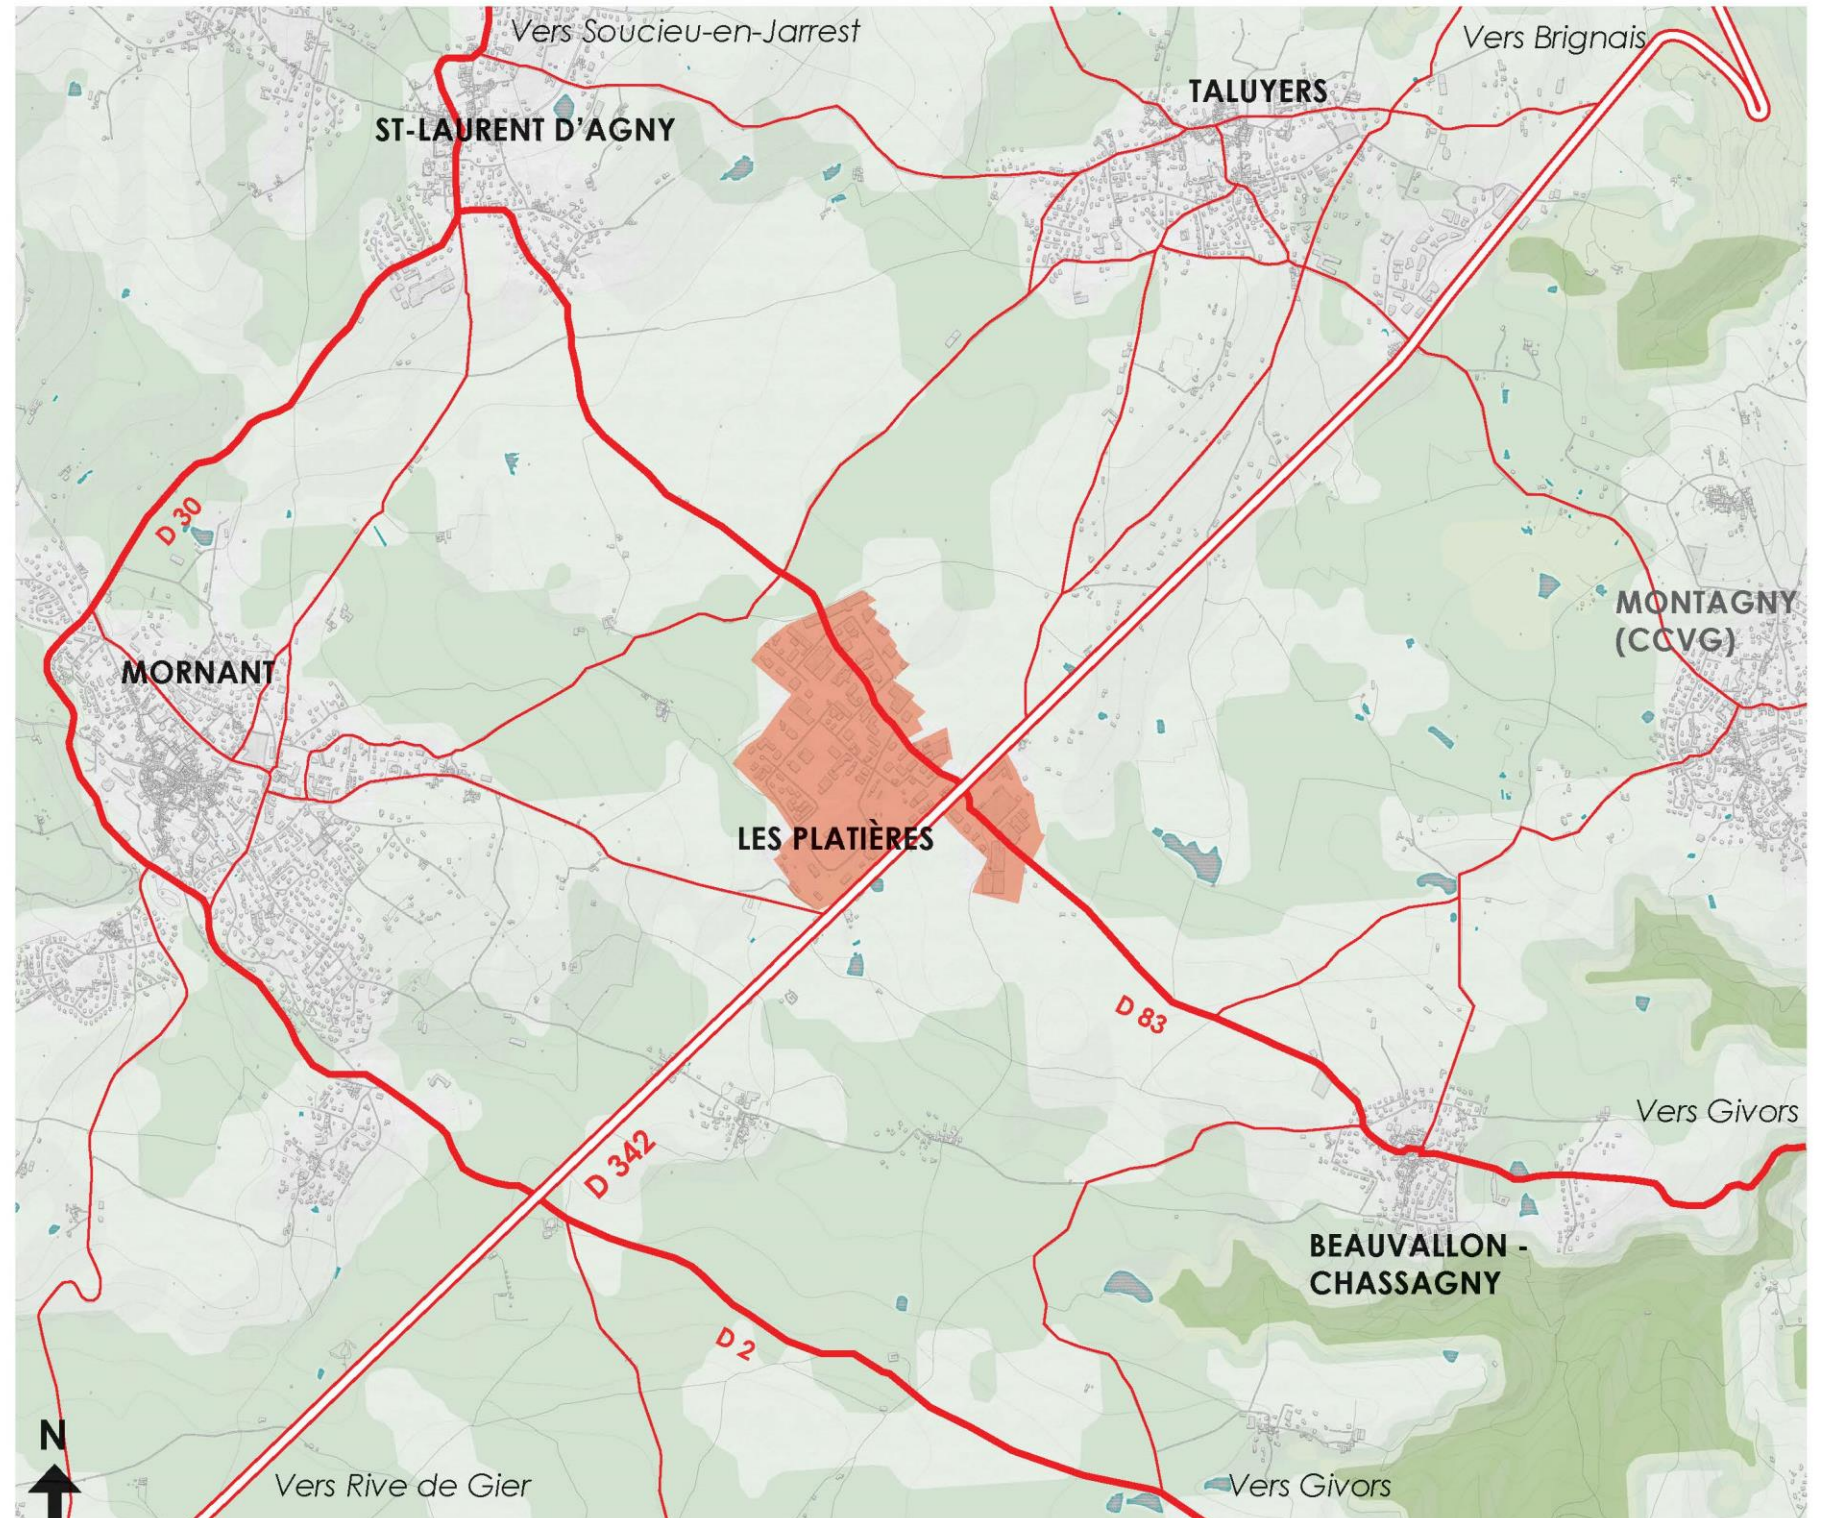 Vers Soucieu-en-Jarrest
Vers Brignais
TALUYERS
ST-LAURENT D'AGNY
D 30
MONTAGNY
(CCVG)
MORNANT
LES PLATIÈRES
D 83
Vers Givors
D 342
BEAUVALLON -
CHASSAGNY
D 2
N
Vers Rive de Gier
Vers Givors